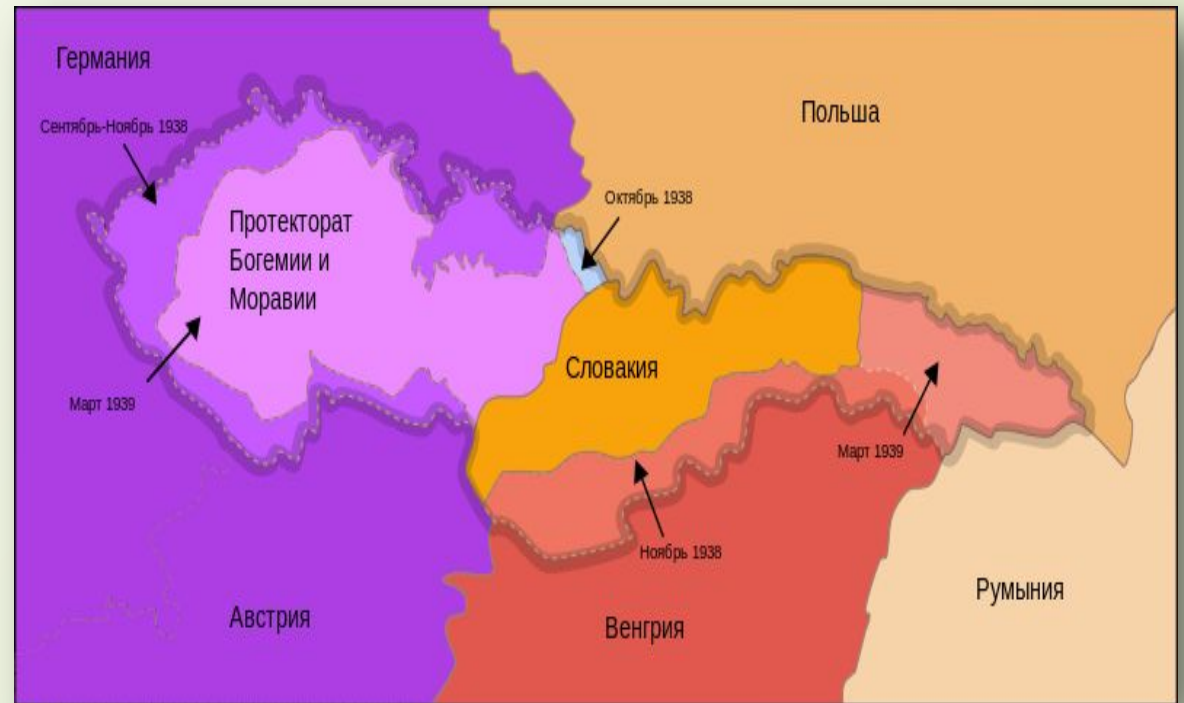 Германия
Польша
Сентябрь-Ноябрь 1938
Октябрь 1938
Протекторат
Богемии и
Моравии
Словакия
Март 1939
Март 1939
Ноябрь 1938
Румыния
Австрия
Венгрия